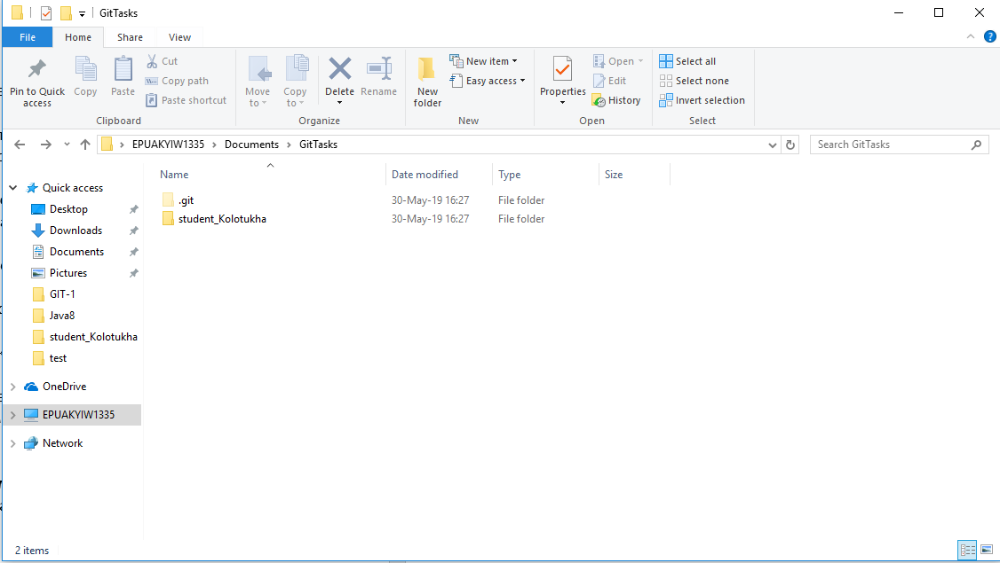 GitTasks
File Home Share View
Pin to Quick access
Copy
Paste
Cut
Copy path
Paste shortcut
Clipboard
Move to
Copy to
Delete
Rename
Organize
New folder
New item
Easy access
New
Properties
Open
Edit
History
Open
Select all
Select none
Invert selection
Select
EPUAKYIW1335 Documents GitTasks
Search GitTasks
Name Date modified Type Size
.git 30-May-19 16:27 File folder
student_Kolotukha 30-May-19 16:27 File folder
Quick access
Desktop
Downloads
Documents
Pictures
GIT-1
Java8
student_Kolotukha
test
OneDrive
EPUAKYIW1335
Network
2 items